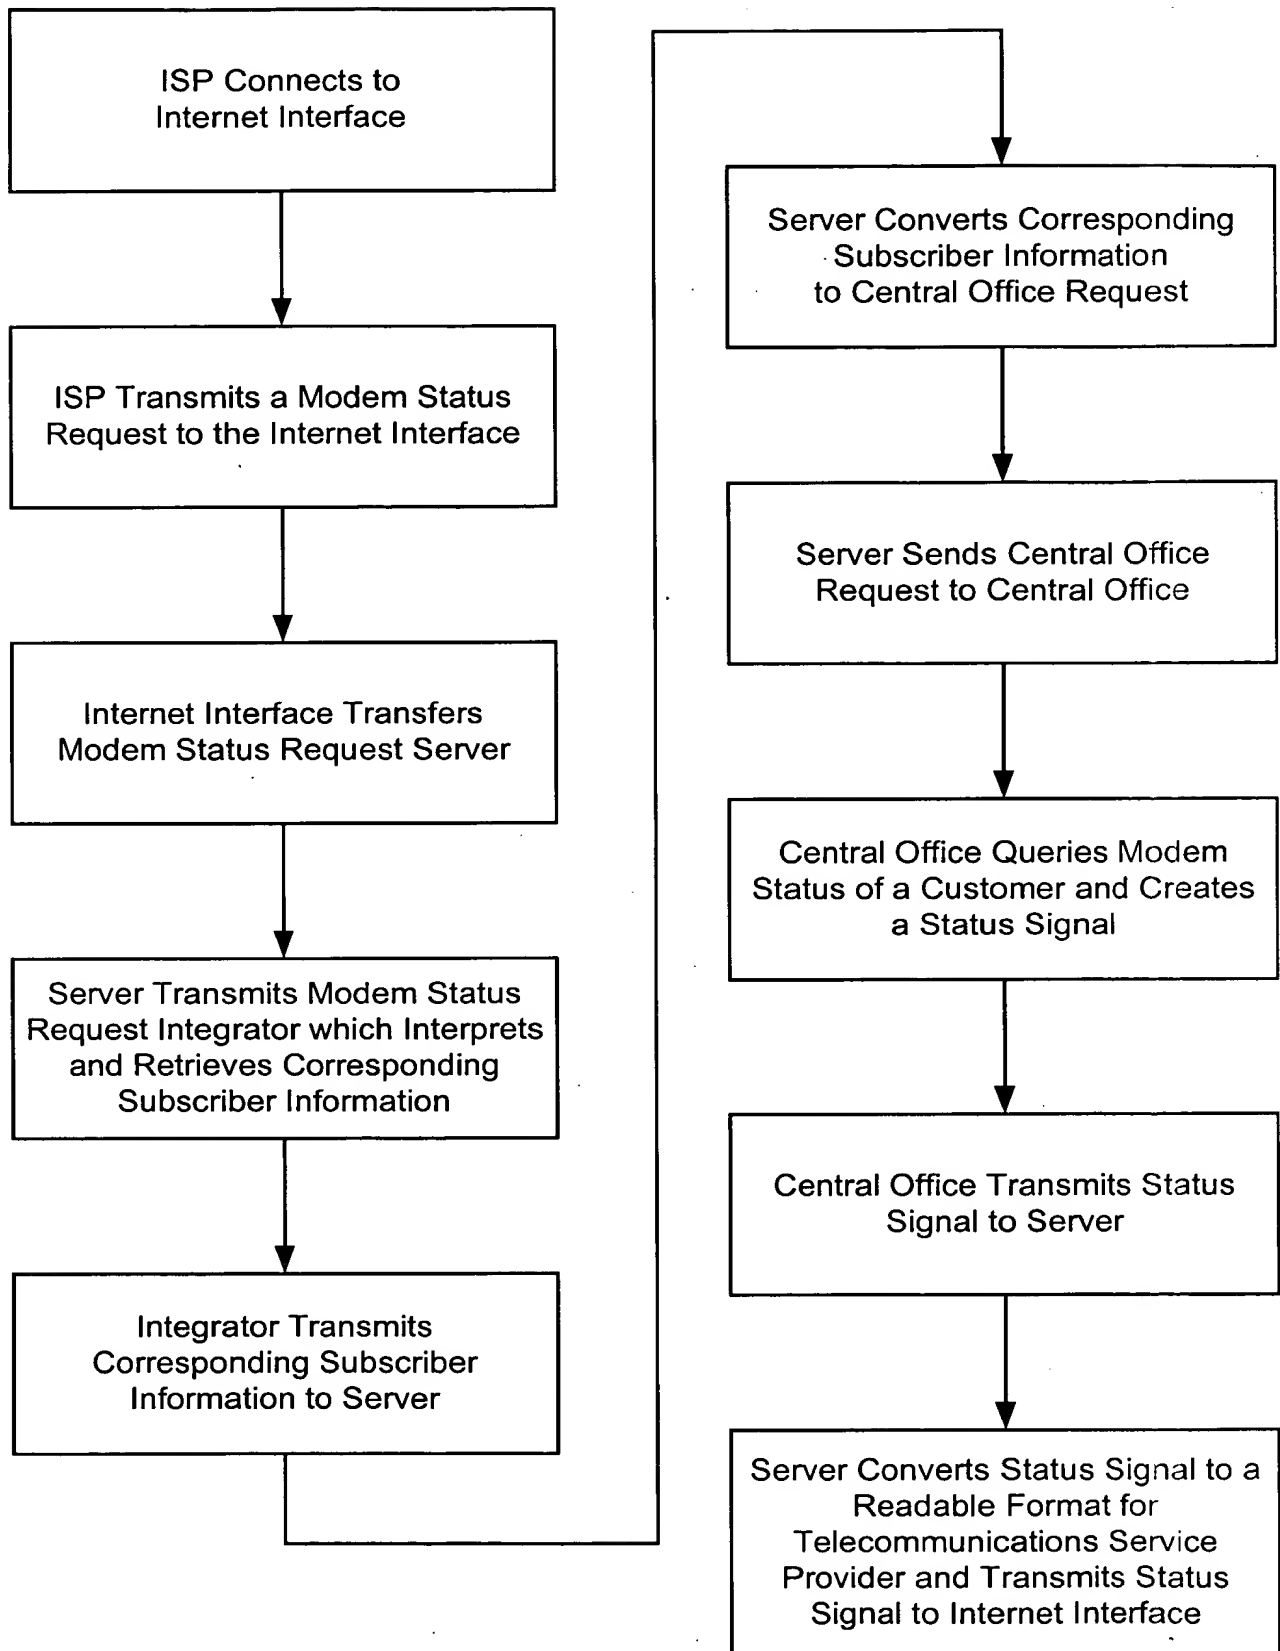 ISP Connects to
Internet Interface
ISP Transmits a Modem Status
Request to the Internet Interface
Internet Interface Transfers
Modem Status Request Server
Server Transmits Modem Status
Request Integrator which Interprets
and Retrieves Corresponding
Subscriber Information
Integrator Transmits
Corresponding Subscriber
Information to Server
Server Converts Corresponding
Subscriber Information
to Central Office Request
Server Sends Central Office
Request to Central Office
Central Office Queries Modem
Status of a Customer and Creates
a Status Signal
Central Office Transmits Status
Signal to Server
Server Converts Status Signal to a
Readable Format for
Telecommunications Service
Provider and Transmits Status
Signal to Internet Interface